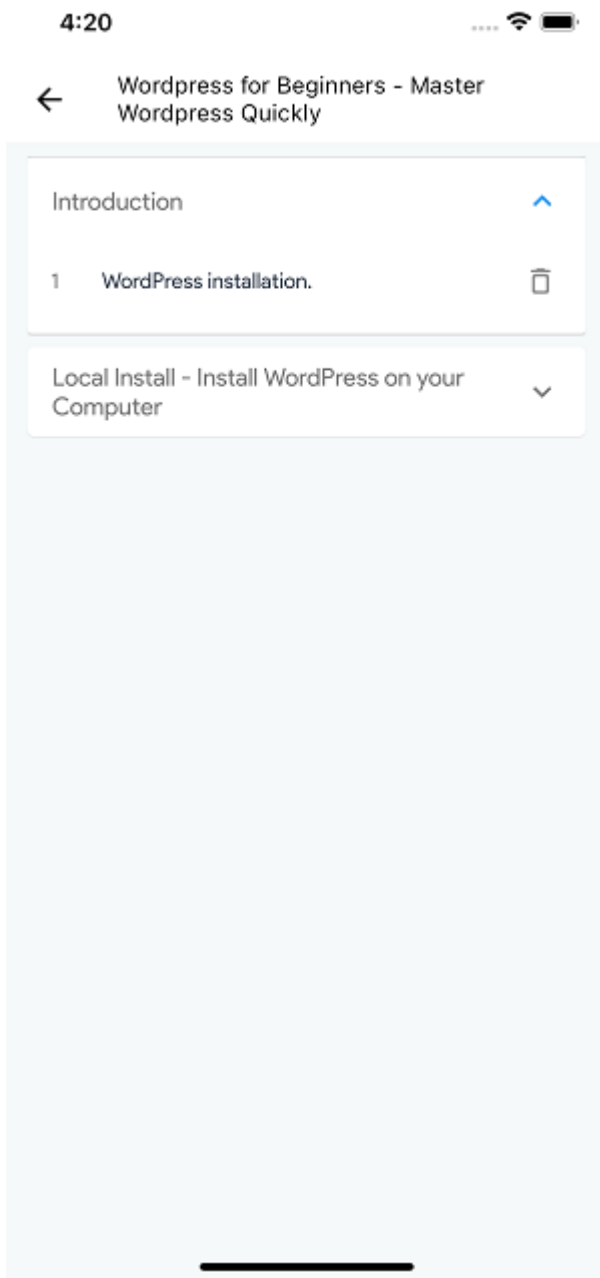 4:20
Wordpress for Beginners - Master
Wordpress Quickly
Introduction
1 WordPress installation.
Local Install - Install WordPress on your
Computer